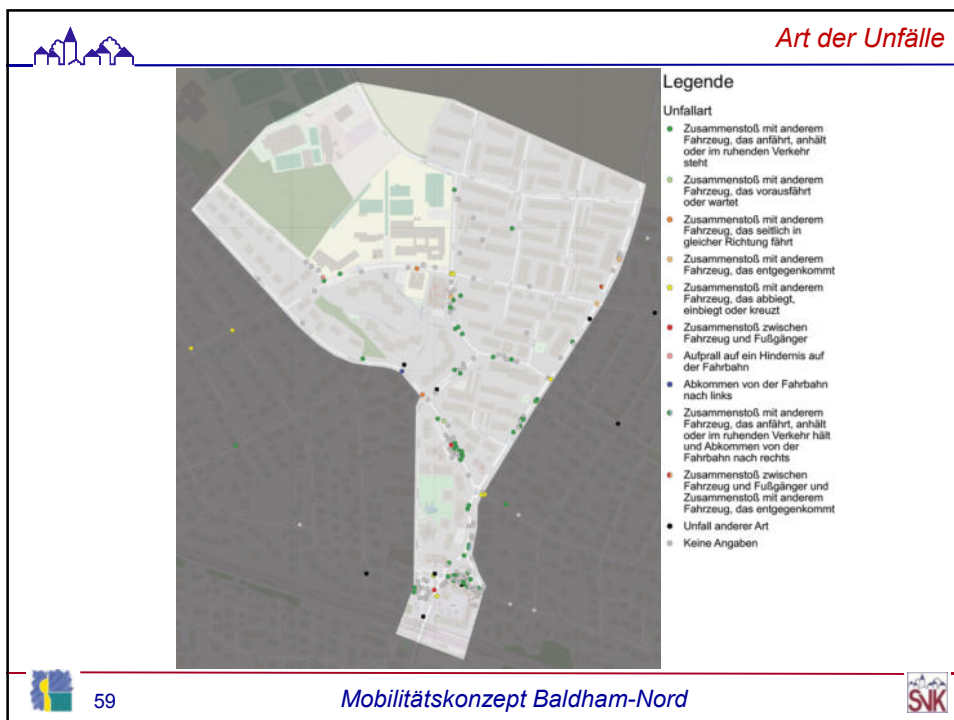 Art der Unfälle
Legende
Unfallart
Zusammenstoß mit anderem
Fahrzeug, das anfährt, anhält
oder im ruhenden Verkehr
steht
Zusammenstoß mit anderem
Fahrzeug, das vorausfährt
oder wartet
Zusammenstoß mit anderem
Fahrzeug, das seitlich in
gleicher Richtung fährt
Zusammenstoß mit anderem
Fahrzeug, das entgegenkommt
Zusammenstoß mit anderem
Fahrzeug, das abbiegt,
einbiegt oder kreuzt
Zusammenstoß zwischen
Fahrzeug und Fußgänger
Aufprall auf ein Hindernis auf
der Fahrbahn
Abkommen von der Fahrbahn
nach links
Zusammenstoß mit anderem
Fahrzeug, das anfährt, anhält
oder im ruhenden Verkehr hält
und Abkommen von der
Fahrbahn nach rechts
Zusammenstoß zwischen
Fahrzeug und Fußgänger und
Zusammenstoß mit anderem
Fahrzeug, das entgegenkommt
Unfall anderer Art
Keine Angaben
59
Mobilitätskonzept Baldham-Nord
SVK